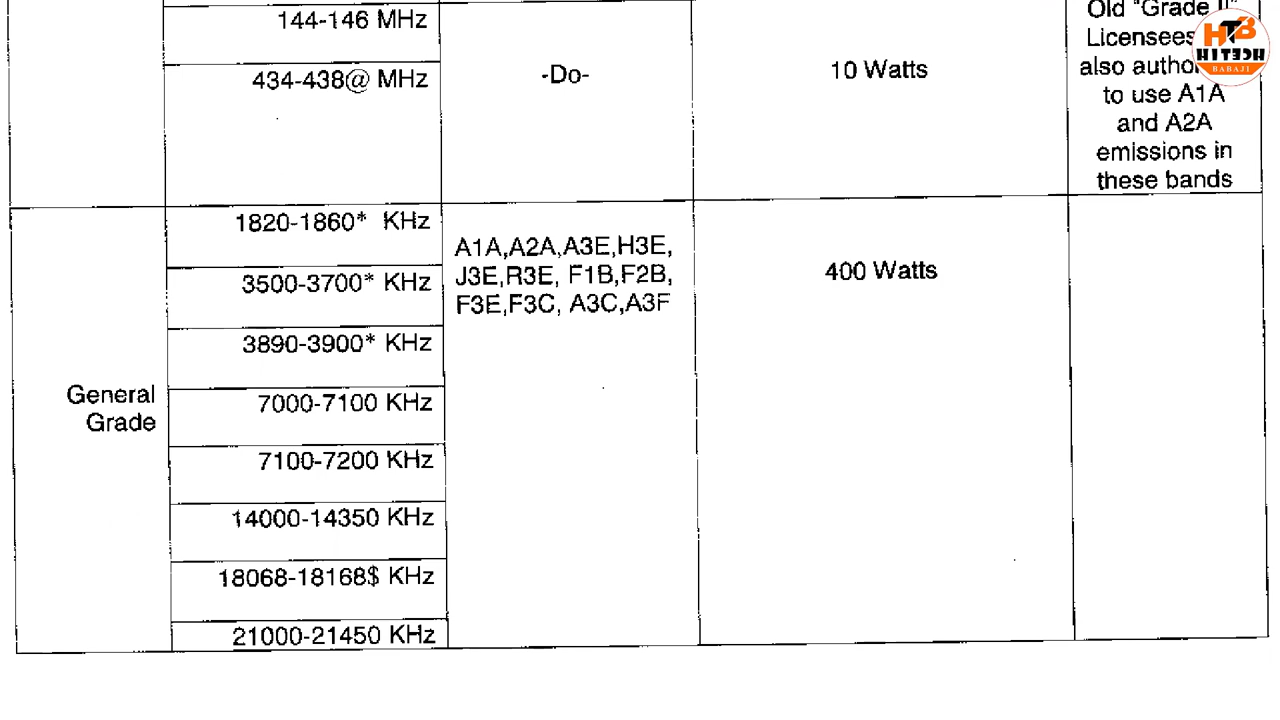 144-146 MHz
434-438@ MHz
-Do-
10 Watts
Old "Grade II"
Licensees
also
to use A1A
and A2A
emissions in
these bands
HTB
HITECH
BABAJI
General
Grade
1820-1860* KHz
3500-3700* KHz
3890-3900* KHz
7000-7100 KHz
7100-7200 KHz
14000-14350 KHz
18068-18168$ KHz
21000-21450 KHz
A1A,A2A,A3E,H3E,
J3E,R3E, F1B,F2B,
F3E,F3C, A3C,A3F
400 Watts